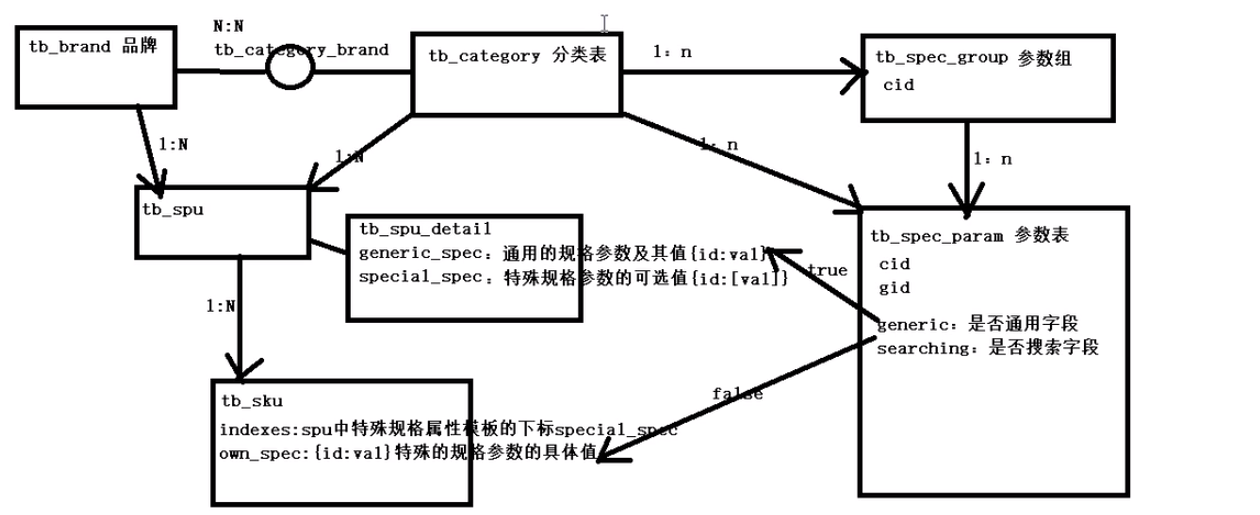 N:N
tb_brand 品牌
tb_category_brand
tb_category 分类表
1: n
tb_spec_group 参数组
cid
1:N
1:N
1: n
1: n
tb_spu
tb_spu_detail
generic_spec: 通用的规格参数及其值{id:val}
special_spec: 特殊规格参数的可选值{id:[val]}
tb_spec_param 参数表
cid
gid
true
generic: 是否通用字段
searching: 是否搜索字段
1:N
false
tb_sku
indexes:spu中特殊规格属性模板的下标special_spec
own_spec:{id:val}特殊的规格参数的具体值